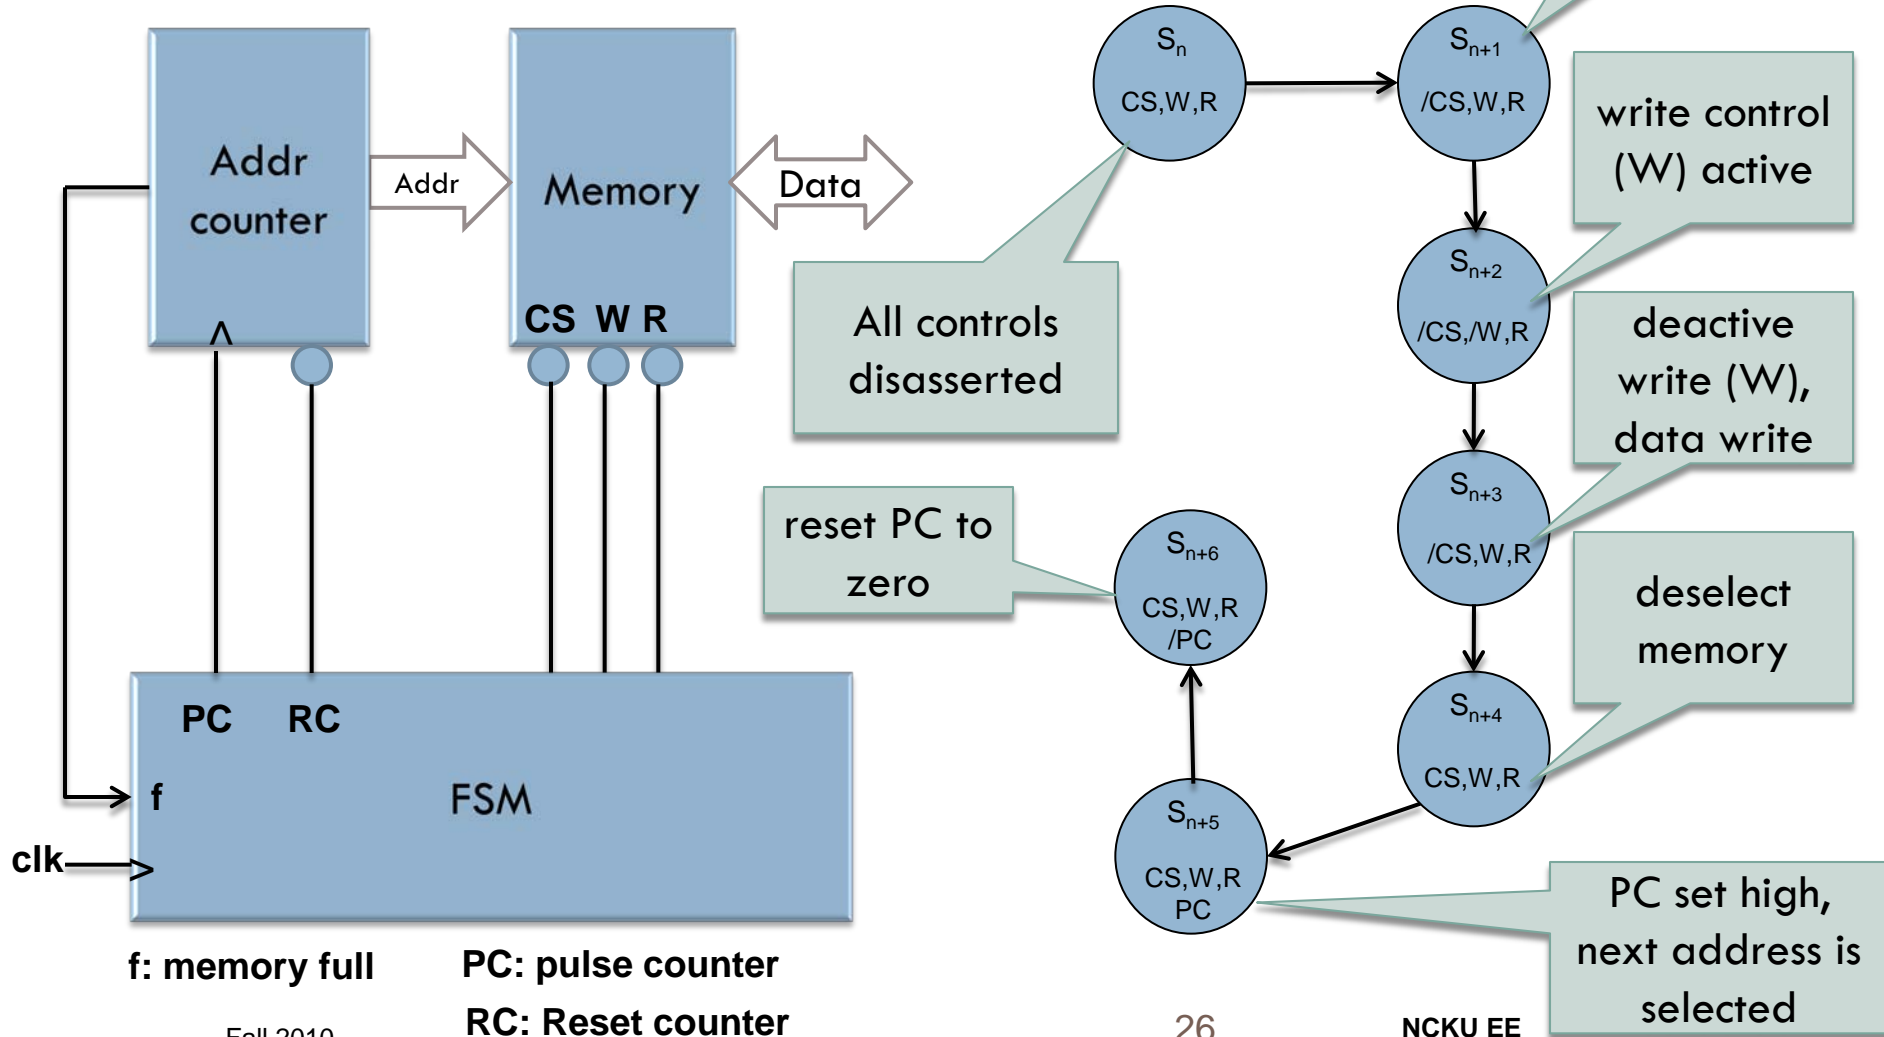 Addr
counter
Addr
Memory
Data
CS W R
PC RC
f
FSM
clk
f: memory full
PC: pulse counter
RC: Reset counter
Sn
CS,W,R
Sn+1
/CS,W,R
write control
(W) active
Sn+2
/CS,/W,R
All controls
disasserted
deactive
write (W),
data write
Sn+3
/CS,W,R
reset PC to
zero
Sn+6
CS,W,R
/PC
deselect
memory
Sn+4
CS,W,R
Sn+5
CS,W,R
PC
PC set high,
next address is
selected
Fall 2010
26
NCKU EE